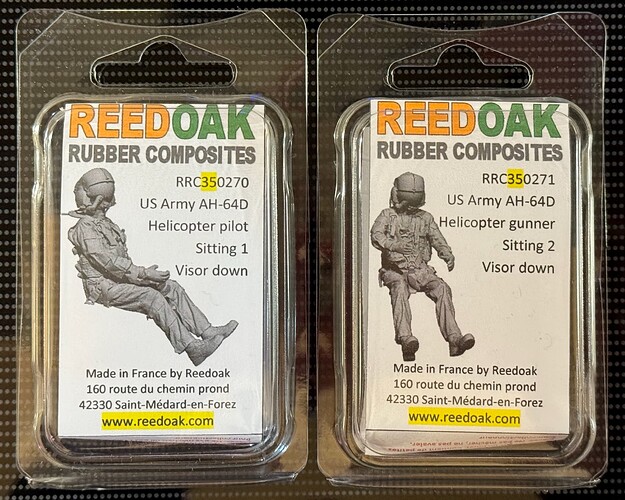 REEDOAK
RUBBER COMPOSITES
RRC350270
US Army AH-64D
Helicopter pilot
Sitting 1
Visor down
Made in France by Reedoak
160 route du chemin prond
42330 Saint-Médard-en-Forez
www.reedoak.com
REEDOAK
RUBBER COMPOSITES
RRC350271
US Army AH-64D
Helicopter gunner
Sitting 2
Visor down
Made in France by Reedoak
160 route du chemin prond
42330 Saint-Médard-en-Forez
www.reedoak.com